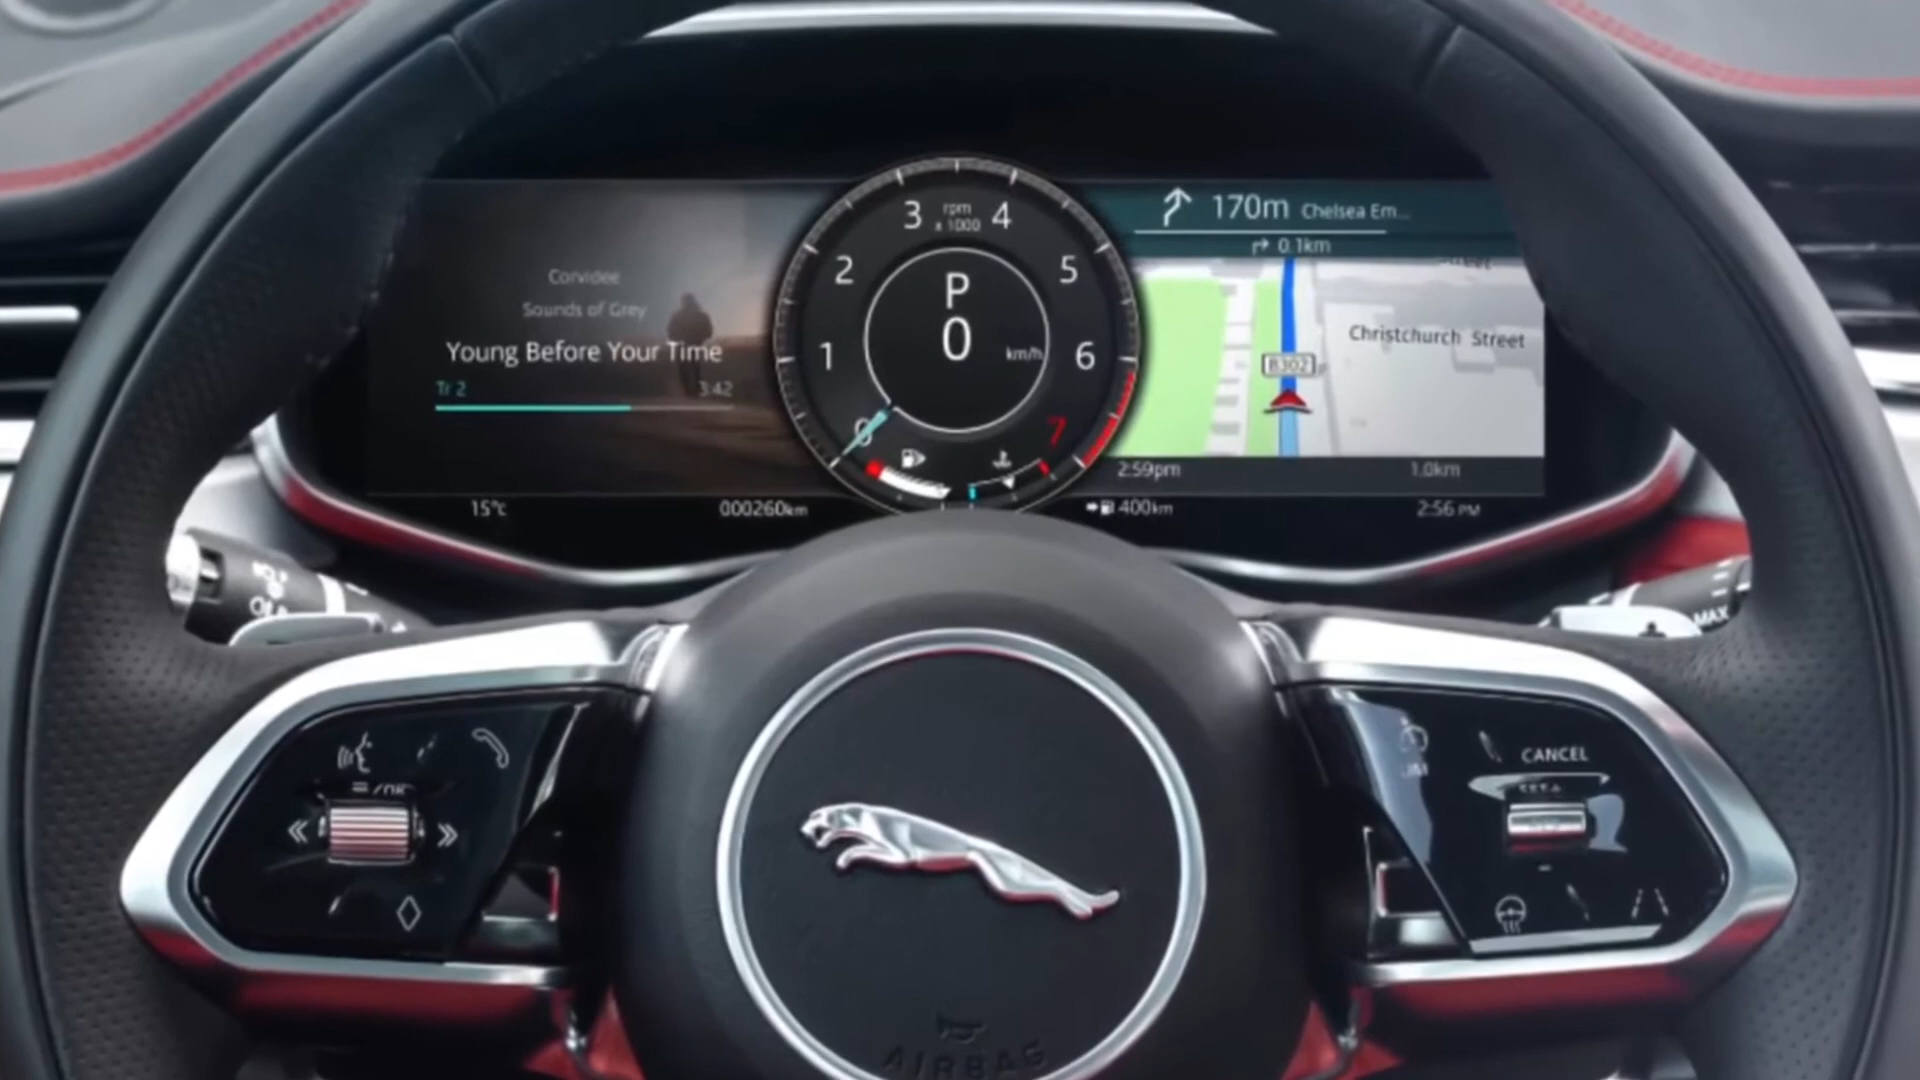 Corvidee
Sounds of Grey
Young Before Your Time
Tr 2
3:42
3 rpm 4
x 1000
2
5
1
6
0
7
P
0
km/h
170m Chelsea Em...
0.1km
Christchurch Street
B302
2:59pm
1.0km
15°c
000260km
400km
2:56 PM
MAX
CANCEL
AIRBAG